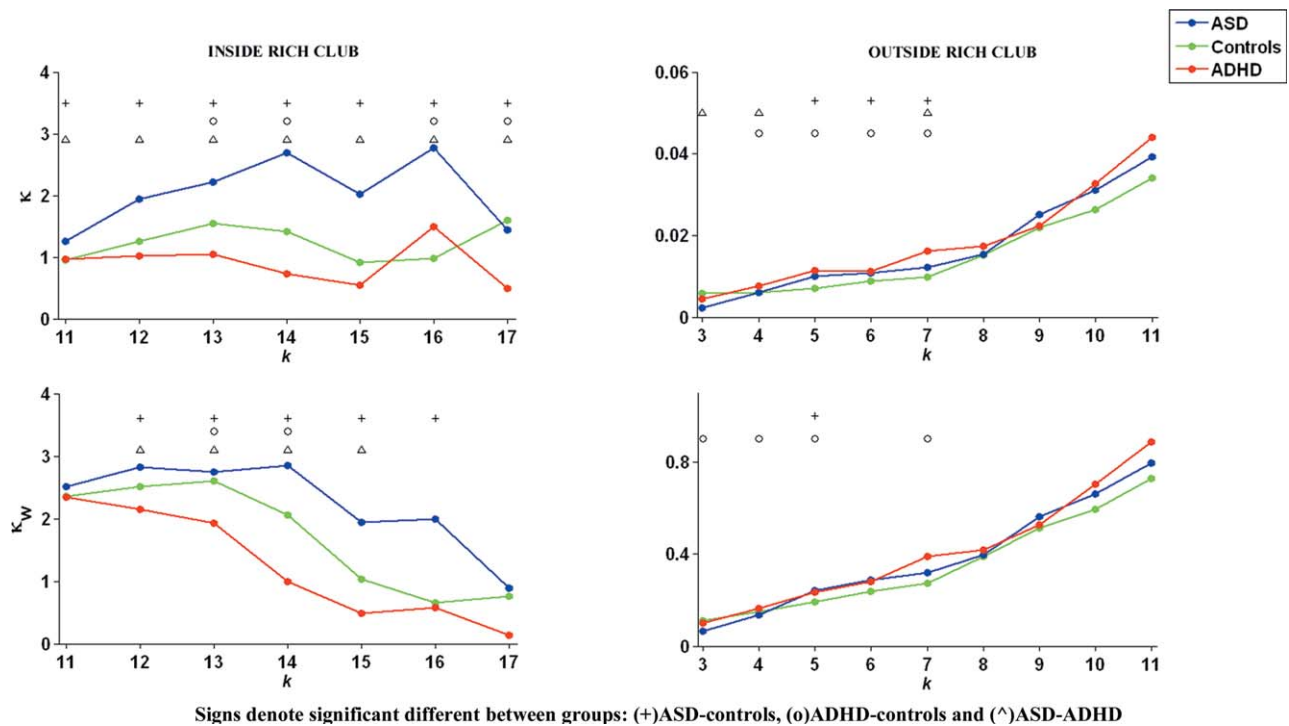 INSIDE RICH CLUB
OUTSIDE RICH CLUB
ASD
Controls
ADHD
4
3
2
1
0
κ
11 12 13 14 15 16 17
k
0.06
0.04
0.02
0
3 4 5 6 7 8 9 10 11
k
4
3
2
1
0
κW
11 12 13 14 15 16 17
k
0.8
0.4
0
3 4 5 6 7 8 9 10 11
k
Signs denote significant different between groups: (+)ASD-controls, (o)ADHD-controls and (^)ASD-ADHD